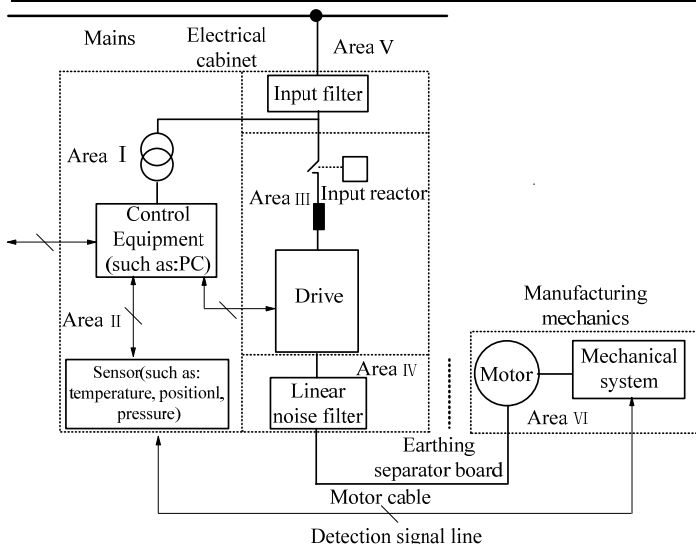 Mains
Electrical
cabinet
Area V
Input filter
Area I
Area III
Input reactor
Control
Equipment
(such as:PC)
Drive
Area II
Sensor(such as:
temperature, positionl,
pressure)
Area IV
Linear
noise filter
Manufacturing
mechanics
Motor
Mechanical
system
Area VI
Earthing
separator board
Motor cable
Detection signal line